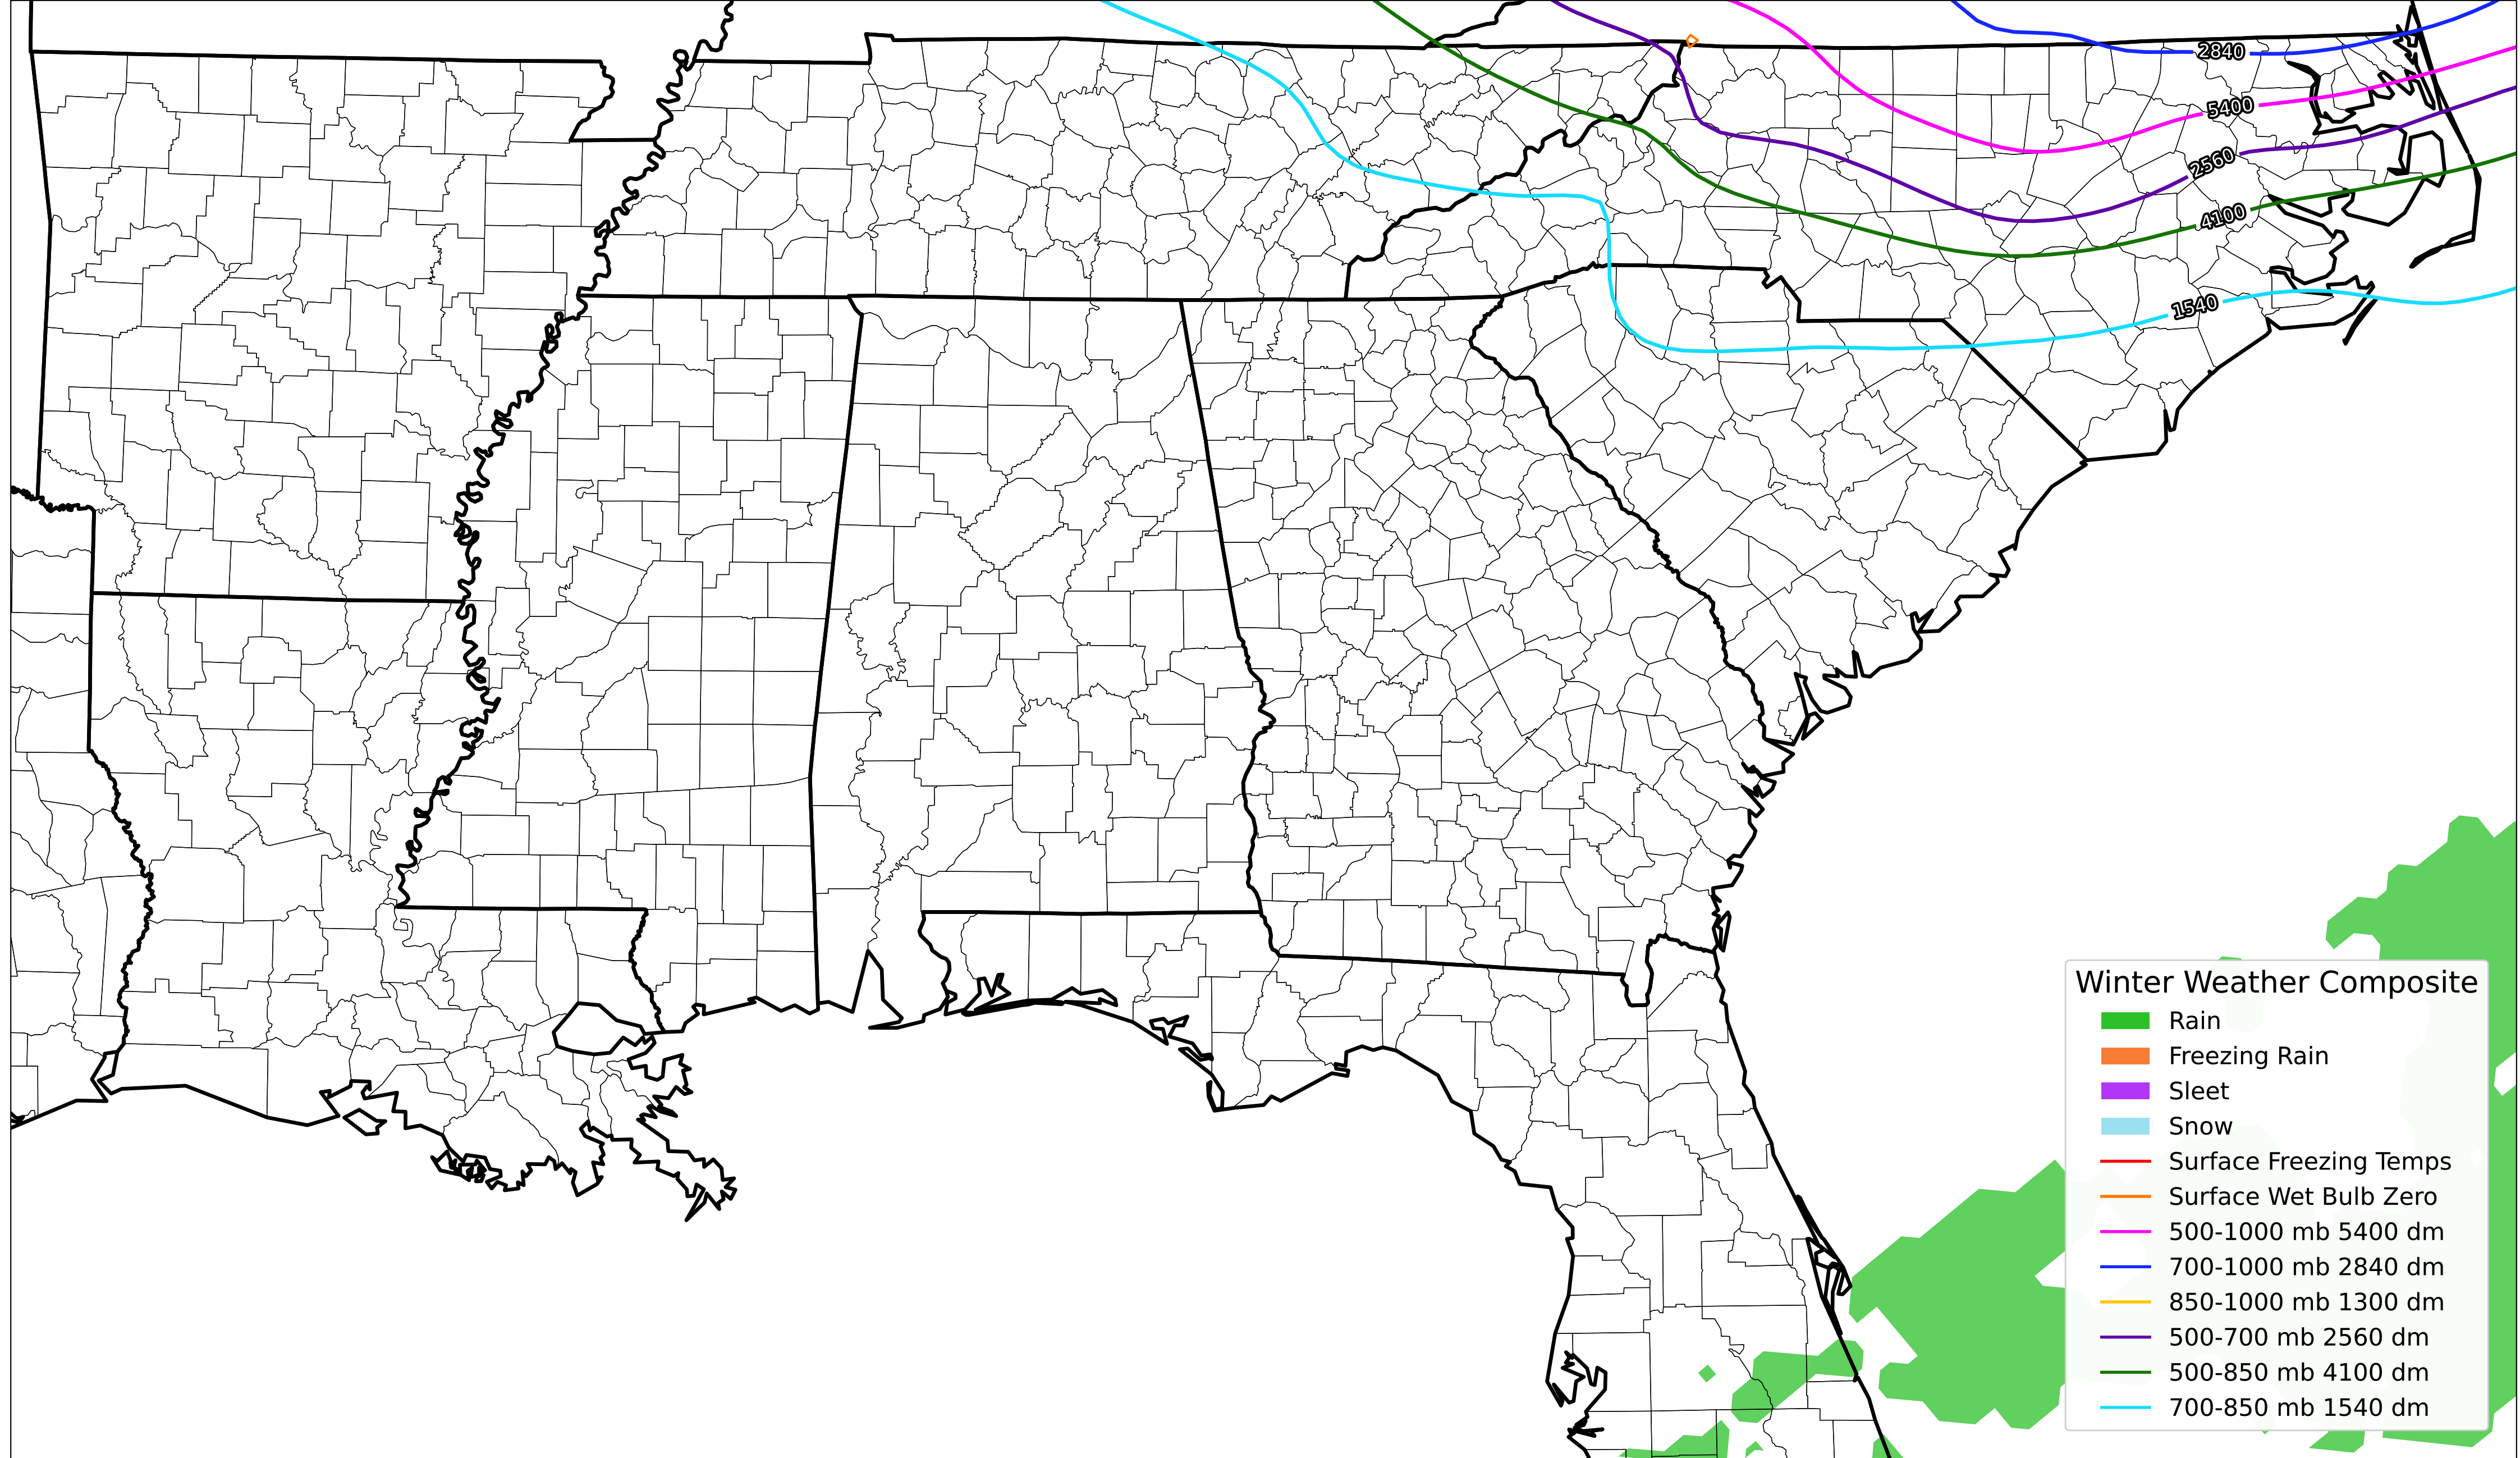 2840
5400
2560
4100
1540
Winter Weather Composite
Rain
Freezing Rain
Sleet
Snow
Surface Freezing Temps
Surface Wet Bulb Zero
500-1000 mb 5400 dm
700-1000 mb 2840 dm
850-1000 mb 1300 dm
500-700 mb 2560 dm
500-850 mb 4100 dm
700-850 mb 1540 dm